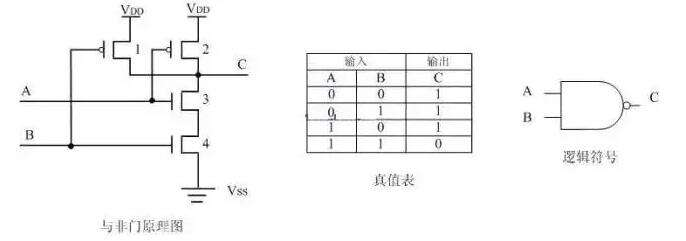 VDD VDD
1 2
C
A
3
B
4
Vss
与非门原理图
输入 输出
A B C
0 0 1
0 1 1
1 0 1
1 1 0
真值表
A
B
C
逻辑符号